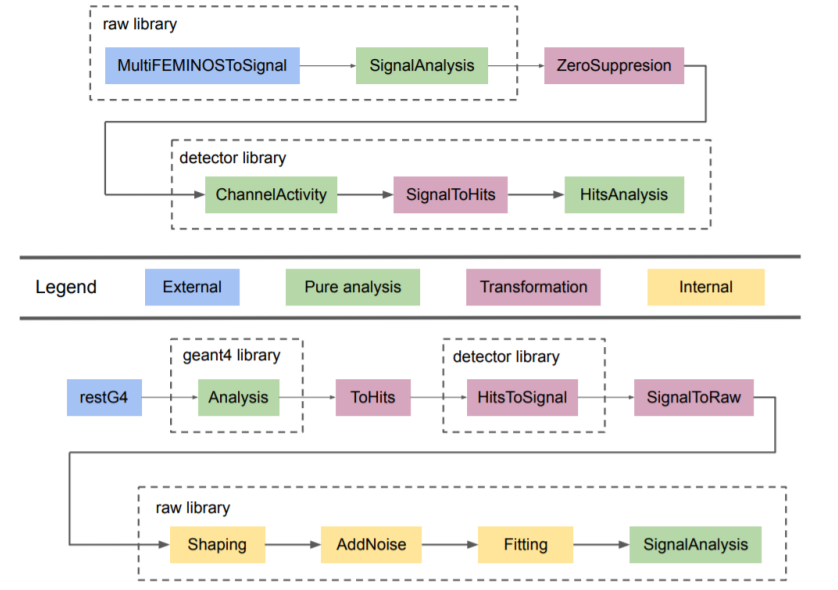 raw library
MultiFEMINOSToSignal
SignalAnalysis
ZeroSuppresion
detector library
ChannelActivity
SignalToHits
HitsAnalysis
Legend
External
Pure analysis
Transformation
Internal
geant4 library
detector library
restG4
Analysis
ToHits
HitsToSignal
SignalToRaw
raw library
Shaping
AddNoise
Fitting
SignalAnalysis